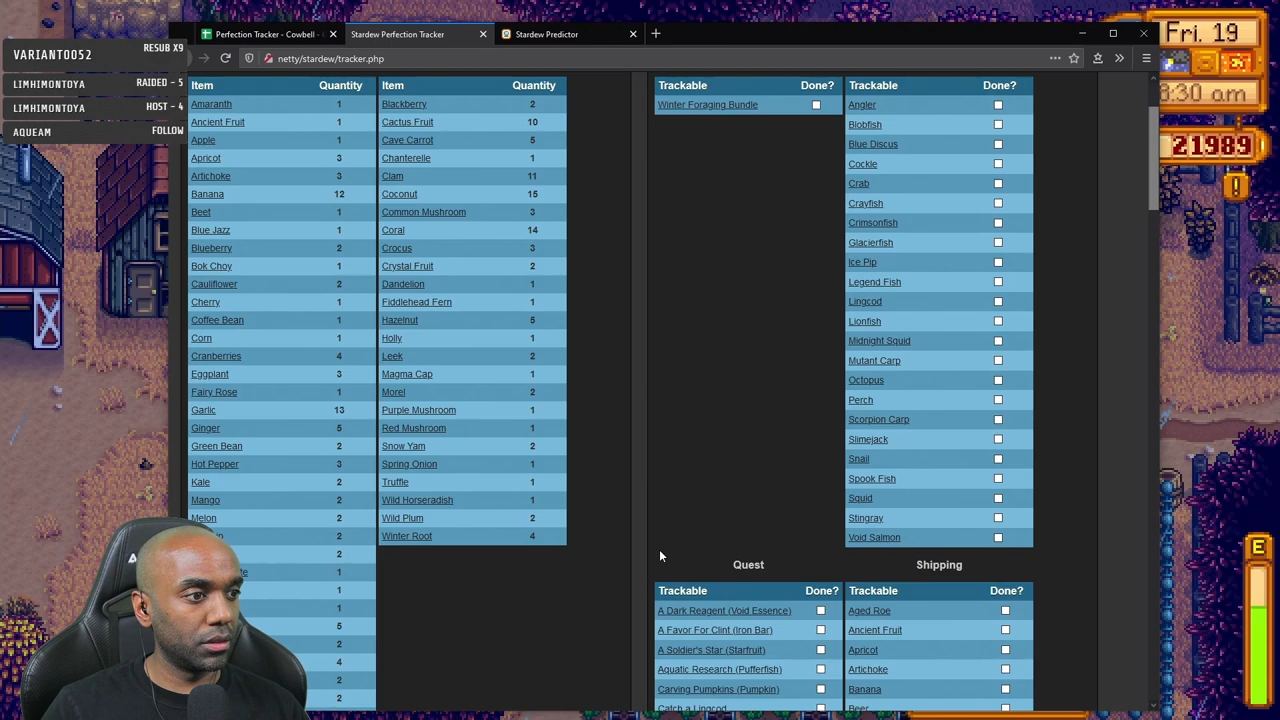 VARIANTOO52 RESUB X9
LIMHIMONTOYA RAIDED - 5
LIMHIMONTOYA HOST - 4
AQUEAM FOLLOW
Perfection Tracker - Cowbell -
Stardew Perfection Tracker
Stardew Predictor
netty/stardew/tracker.php
Fri. 19
8:30 am
21989
E
Item Quantity
Amaranth 1
Ancient Fruit 1
Apple 1
Apricot 3
Artichoke 3
Banana 12
Beet 1
Blue Jazz 1
Blueberry 2
Bok Choy 1
Cauliflower 2
Cherry 1
Coffee Bean 1
Corn 1
Cranberries 4
Eggplant 3
Fairy Rose 1
Garlic 13
Ginger 5
Green Bean 2
Hot Pepper 3
Kale 2
Mango 2
Melon 2
2
2
1
1
1
5
2
4
2
2
Item Quantity
Blackberry 2
Cactus Fruit 10
Cave Carrot 5
Chanterelle 1
Clam 11
Coconut 15
Common Mushroom 3
Coral 14
Crocus 3
Crystal Fruit 2
Dandelion 1
Fiddlehead Fern 1
Hazelnut 5
Holly 1
Leek 2
Magma Cap 1
Morel 2
Purple Mushroom 1
Red Mushroom 1
Snow Yam 2
Spring Onion 1
Truffle 1
Wild Horseradish 1
Wild Plum 2
Winter Root 4
Trackable Done?
Winter Foraging Bundle
Trackable Done?
Angler
Blobfish
Blue Discus
Cockle
Crab
Crayfish
Crimsonfish
Glacierfish
Ice Pip
Legend Fish
Lingcod
Lionfish
Midnight Squid
Mutant Carp
Octopus
Perch
Scorpion Carp
Slimejack
Snail
Spook Fish
Squid
Stingray
Void Salmon
Quest
Trackable Done?
A Dark Reagent (Void Essence)
A Favor For Clint (Iron Bar)
A Soldier's Star (Starfruit)
Aquatic Research (Pufferfish)
Carving Pumpkins (Pumpkin)
Catch a Lingcod
Shipping
Trackable Done?
Aged Roe
Ancient Fruit
Apricot
Artichoke
Banana
Beer